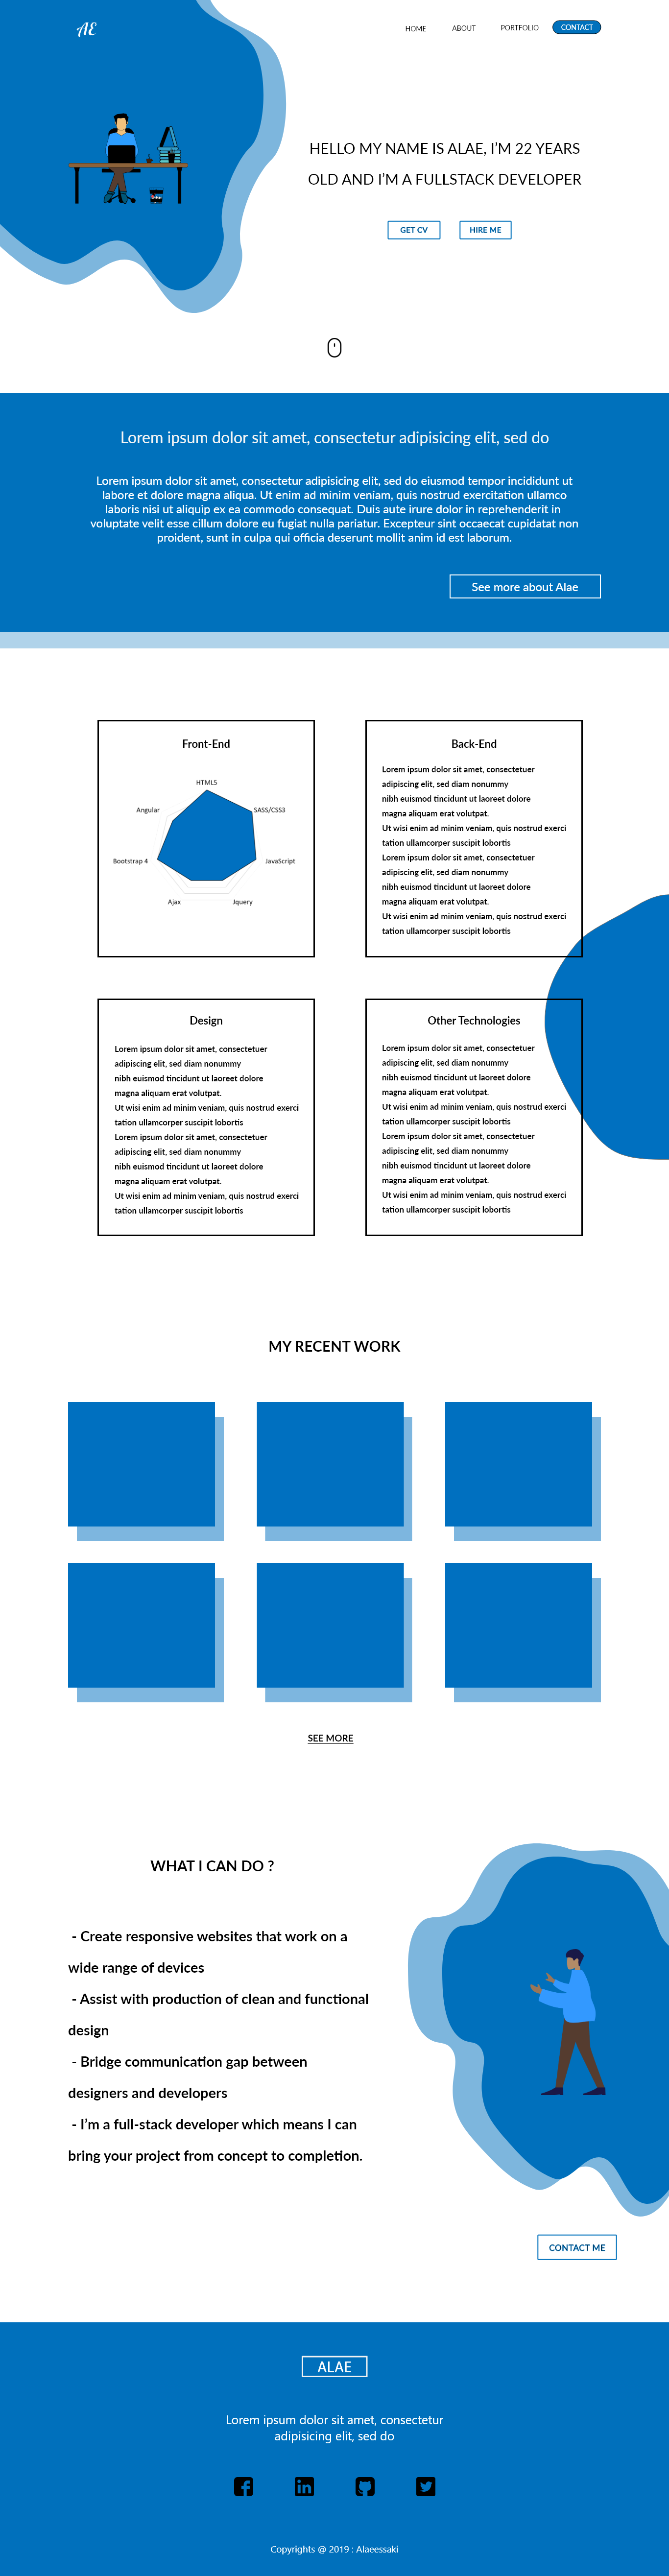 AE
HOME
ABOUT
PORTFOLIO
CONTACT
HELLO MY NAME IS ALAE, I'M 22 YEARS
OLD AND I'M A FULLSTACK DEVELOPER
GET CV
HIRE ME
Lorem ipsum dolor sit amet, consectetur adipisicing elit, sed do
Lorem ipsum dolor sit amet, consectetur adipisicing elit, sed do eiusmod tempor incididunt ut
labore et dolore magna aliqua. Ut enim ad minim veniam, quis nostrud exercitation ullamco
laboris nisi ut aliquip ex ea commodo consequat. Duis aute irure dolor in reprehenderit in
voluptate velit esse cillum dolore eu fugiat nulla pariatur. Excepteur sint occaecat cupidatat non
proident, sunt in culpa qui officia deserunt mollit anim id est laborum.
See more about Alae
Front-End
HTML5
Angular
SASS/CSS3
Bootstrap 4
JavaScript
Ajax
Jquery
Back-End
Lorem ipsum dolor sit amet, consectetuer
adipiscing elit, sed diam nonummy
nibh euismod tincidunt ut laoreet dolore
magna aliquam erat volutpat.
Ut wisi enim ad minim veniam, quis nostrud exerci
tation ullamcorper suscipit lobortis
Lorem ipsum dolor sit amet, consectetuer
adipiscing elit, sed diam nonummy
nibh euismod tincidunt ut laoreet dolore
magna aliquam erat volutpat.
Ut wisi enim ad minim veniam, quis nostrud exerci
tation ullamcorper suscipit lobortis
Design
Lorem ipsum dolor sit amet, consectetuer
adipiscing elit, sed diam nonummy
nibh euismod tincidunt ut laoreet dolore
magna aliquam erat volutpat.
Ut wisi enim ad minim veniam, quis nostrud exerci
tation ullamcorper suscipit lobortis
Lorem ipsum dolor sit amet, consectetuer
adipiscing elit, sed diam nonummy
nibh euismod tincidunt ut laoreet dolore
magna aliquam erat volutpat.
Ut wisi enim ad minim veniam, quis nostrud exerci
tation ullamcorper suscipit lobortis
Other Technologies
Lorem ipsum dolor sit amet, consectetuer
adipiscing elit, sed diam nonummy
nibh euismod tincidunt ut laoreet dolore
magna aliquam erat volutpat.
Ut wisi enim ad minim veniam, quis nostrud exerci
tation ullamcorper suscipit lobortis
Lorem ipsum dolor sit amet, consectetuer
adipiscing elit, sed diam nonummy
nibh euismod tincidunt ut laoreet dolore
magna aliquam erat volutpat.
Ut wisi enim ad minim veniam, quis nostrud exerci
tation ullamcorper suscipit lobortis
MY RECENT WORK
SEE MORE
WHAT I CAN DO ?
- Create responsive websites that work on a
wide range of devices
- Assist with production of clean and functional
design
- Bridge communication gap between
designers and developers
- I'm a full-stack developer which means I can
bring your project from concept to completion.
CONTACT ME
ALAE
Lorem ipsum dolor sit amet, consectetur
adipisicing elit, sed do
Copyrights @ 2019 : Alaeessaki